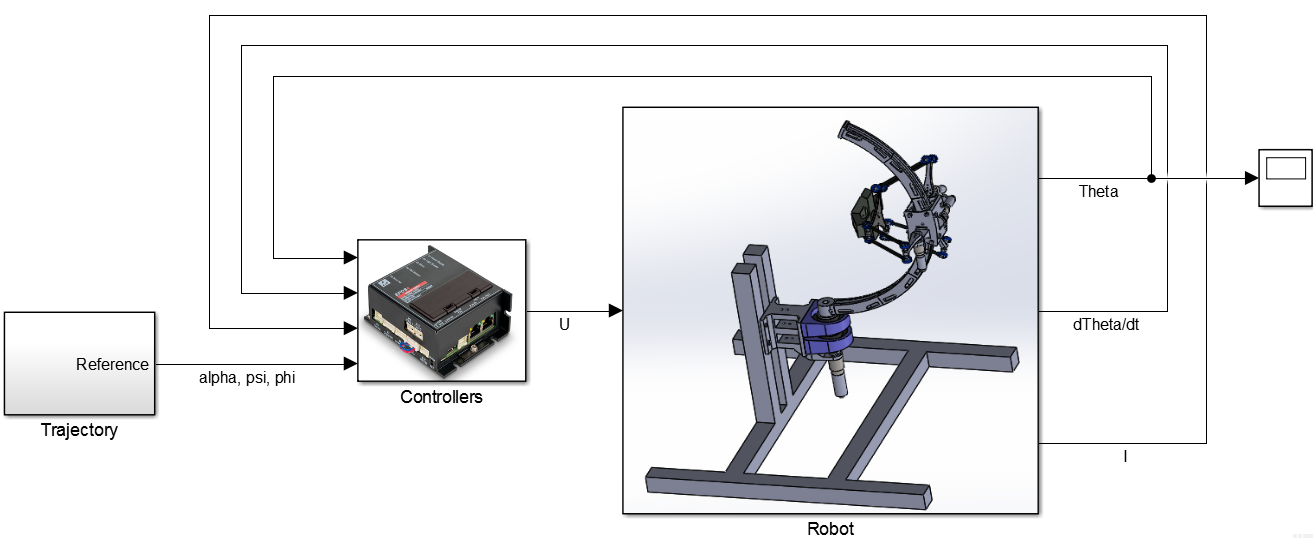 Theta
U
dTheta/dt
Reference
alpha, psi, phi
Controllers
Trajectory
I
Robot